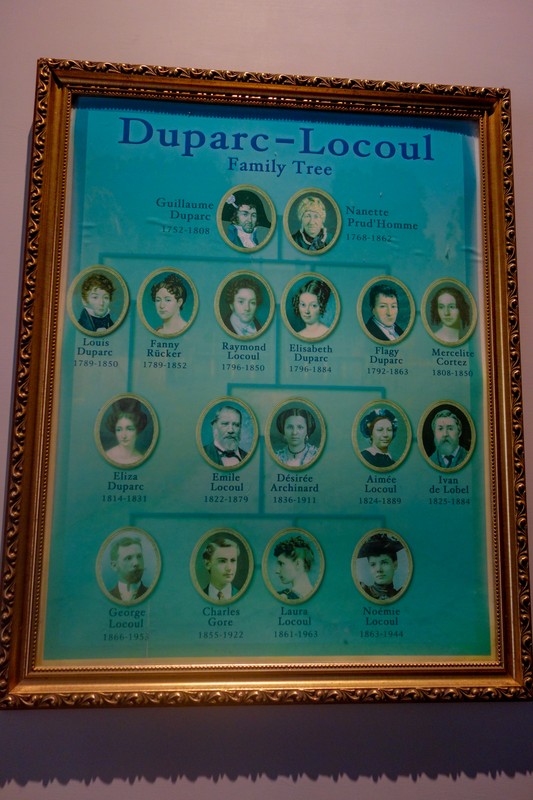 Duparc–Locoul
Family Tree
Guillaume
Duparc
1752-1808
Nanette
Prud'Homme
1768-1862
Louis
Duparc
1789-1850
Fanny
Rücker
1789-1852
Raymond
Locoul
1796-1850
Elisabeth
Duparc
1796-1884
Flagy
Duparc
1792-1863
Mercelite
Cortez
1808-1850
Eliza
Duparc
1814-1831
Emile
Locoul
1822-1879
Désirée
Archinard
1836-1911
Aimée
Locoul
1824-1889
Ivan
de Lobel
1825-1884
George
Locoul
Charles
Gore
1855-1922
Laura
Locoul
1861-1963
Noémie
Locoul
1863-1944